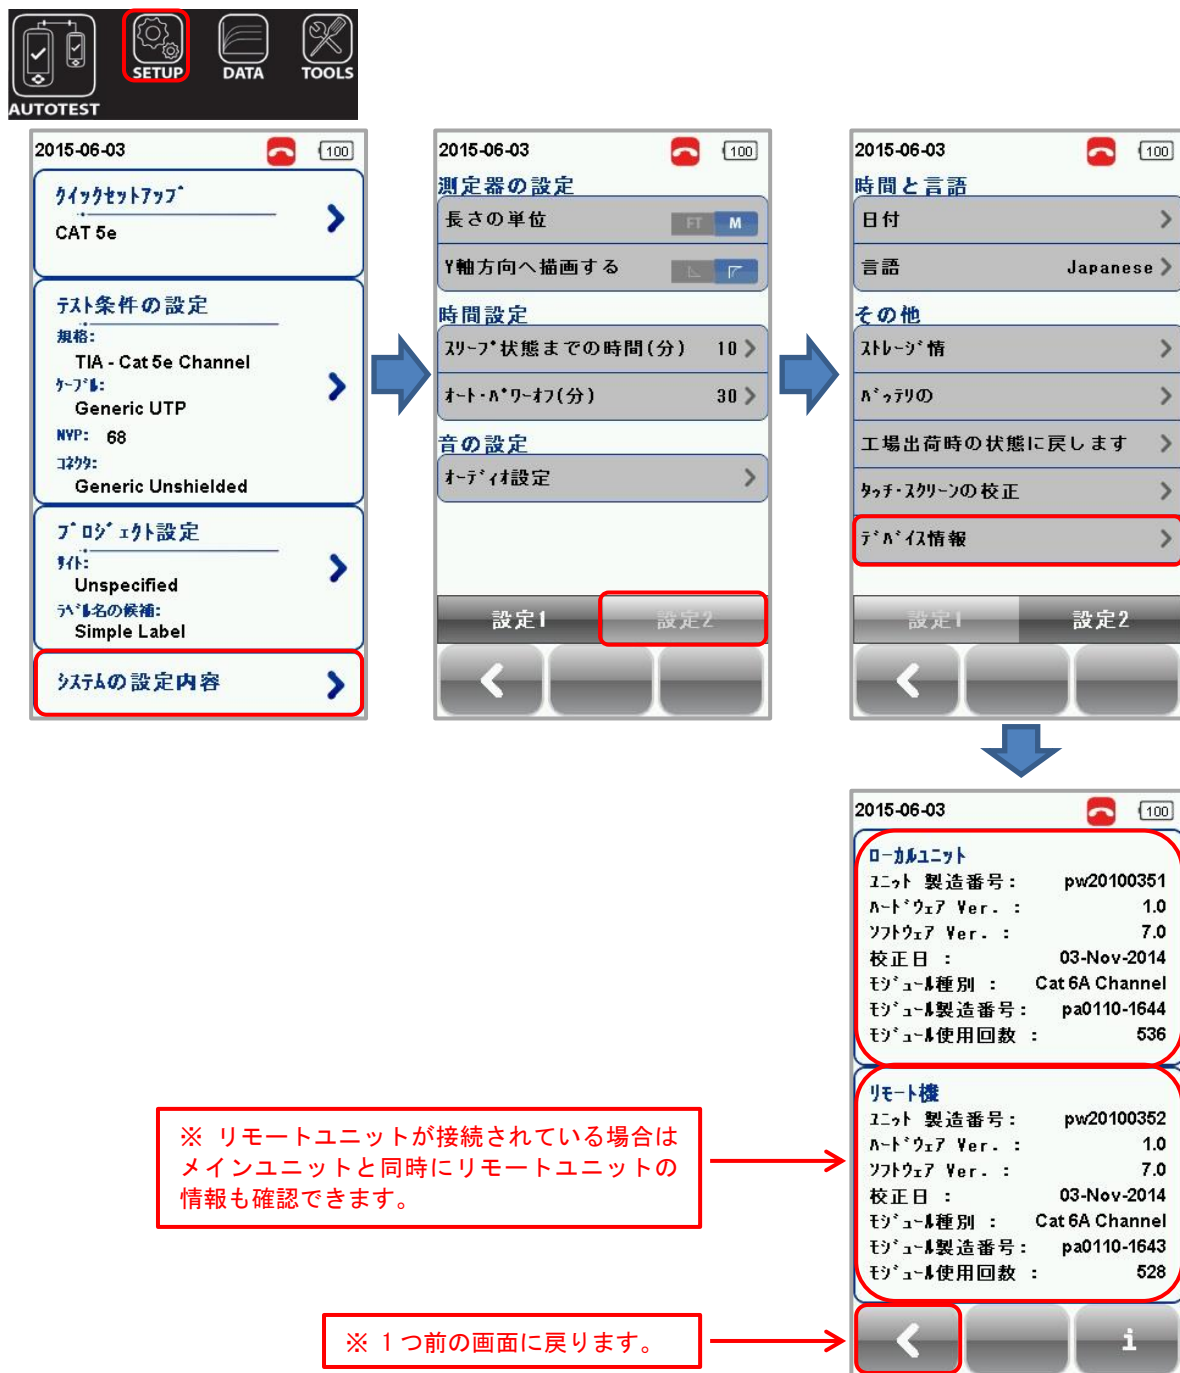 AUTOTEST
SETUP
DATA
TOOLS
2015-06-03
100
クイックセットアップ
CAT 5e
テスト条件の設定
規格:
TIA - Cat 5e Channel
ケーブル:
Generic UTP
NVP: 68
コネクター:
Generic Unshielded
プロジェクト設定
サイト:
Unspecified
ラベル名の候補:
Simple Label
システムの設定内容
2015-06-03
100
測定器の設定
長さの単位 FT M
Y軸方向へ描画する
時間設定
スリープ状態までの時間(分) 10
オート・パワーオフ(分) 30
音の設定
オーディオ設定
設定1 設定2
2015-06-03
100
時間と言語
日付
言語 Japanese
その他
ストレージ情
バッテリの
工場出荷時の状態に戻します
タッチ・スクリーンの校正
デバイス情報
設定1 設定2
2015-06-03
100
ローカルユニット
ユニット 製造番号: pw20100351
ハードウェア Ver. : 1.0
ソフトウェア Ver. : 7.0
校正日 : 03-Nov-2014
モジュール種別 : Cat 6A Channel
モジュール製造番号: pa0110-1644
モジュール使用回数 : 536
リモート機
ユニット 製造番号: pw20100352
ハードウェア Ver. : 1.0
ソフトウェア Ver. : 7.0
校正日 : 03-Nov-2014
モジュール種別 : Cat 6A Channel
モジュール製造番号: pa0110-1643
モジュール使用回数 : 528
i
※ リモートユニットが接続されている場合は
メインユニットと同時にリモートユニットの
情報も確認できます。
※ 1つ前の画面に戻ります。